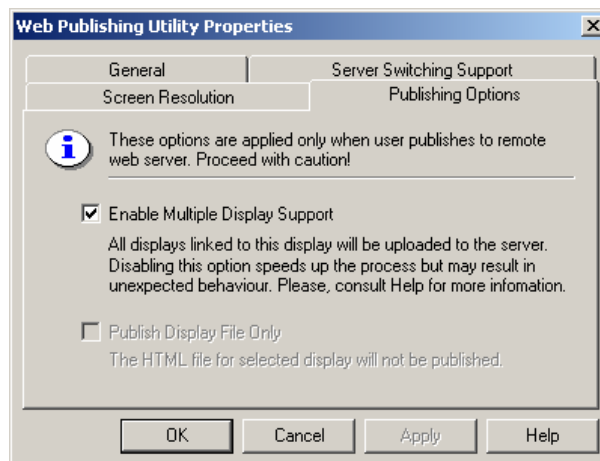 Web Publishing Utility Properties
General
Server Switching Support
Screen Resolution
Publishing Options
These options are applied only when user publishes to remote
web server. Proceed with caution!
Enable Multiple Display Support
All displays linked to this display will be uploaded to the server.
Disabling this option speeds up the process but may result in
unexpected behaviour. Please, consult Help for more infomation.
Publish Display File Only
The HTML file for selected display will not be published.
OK
Cancel
Apply
Help